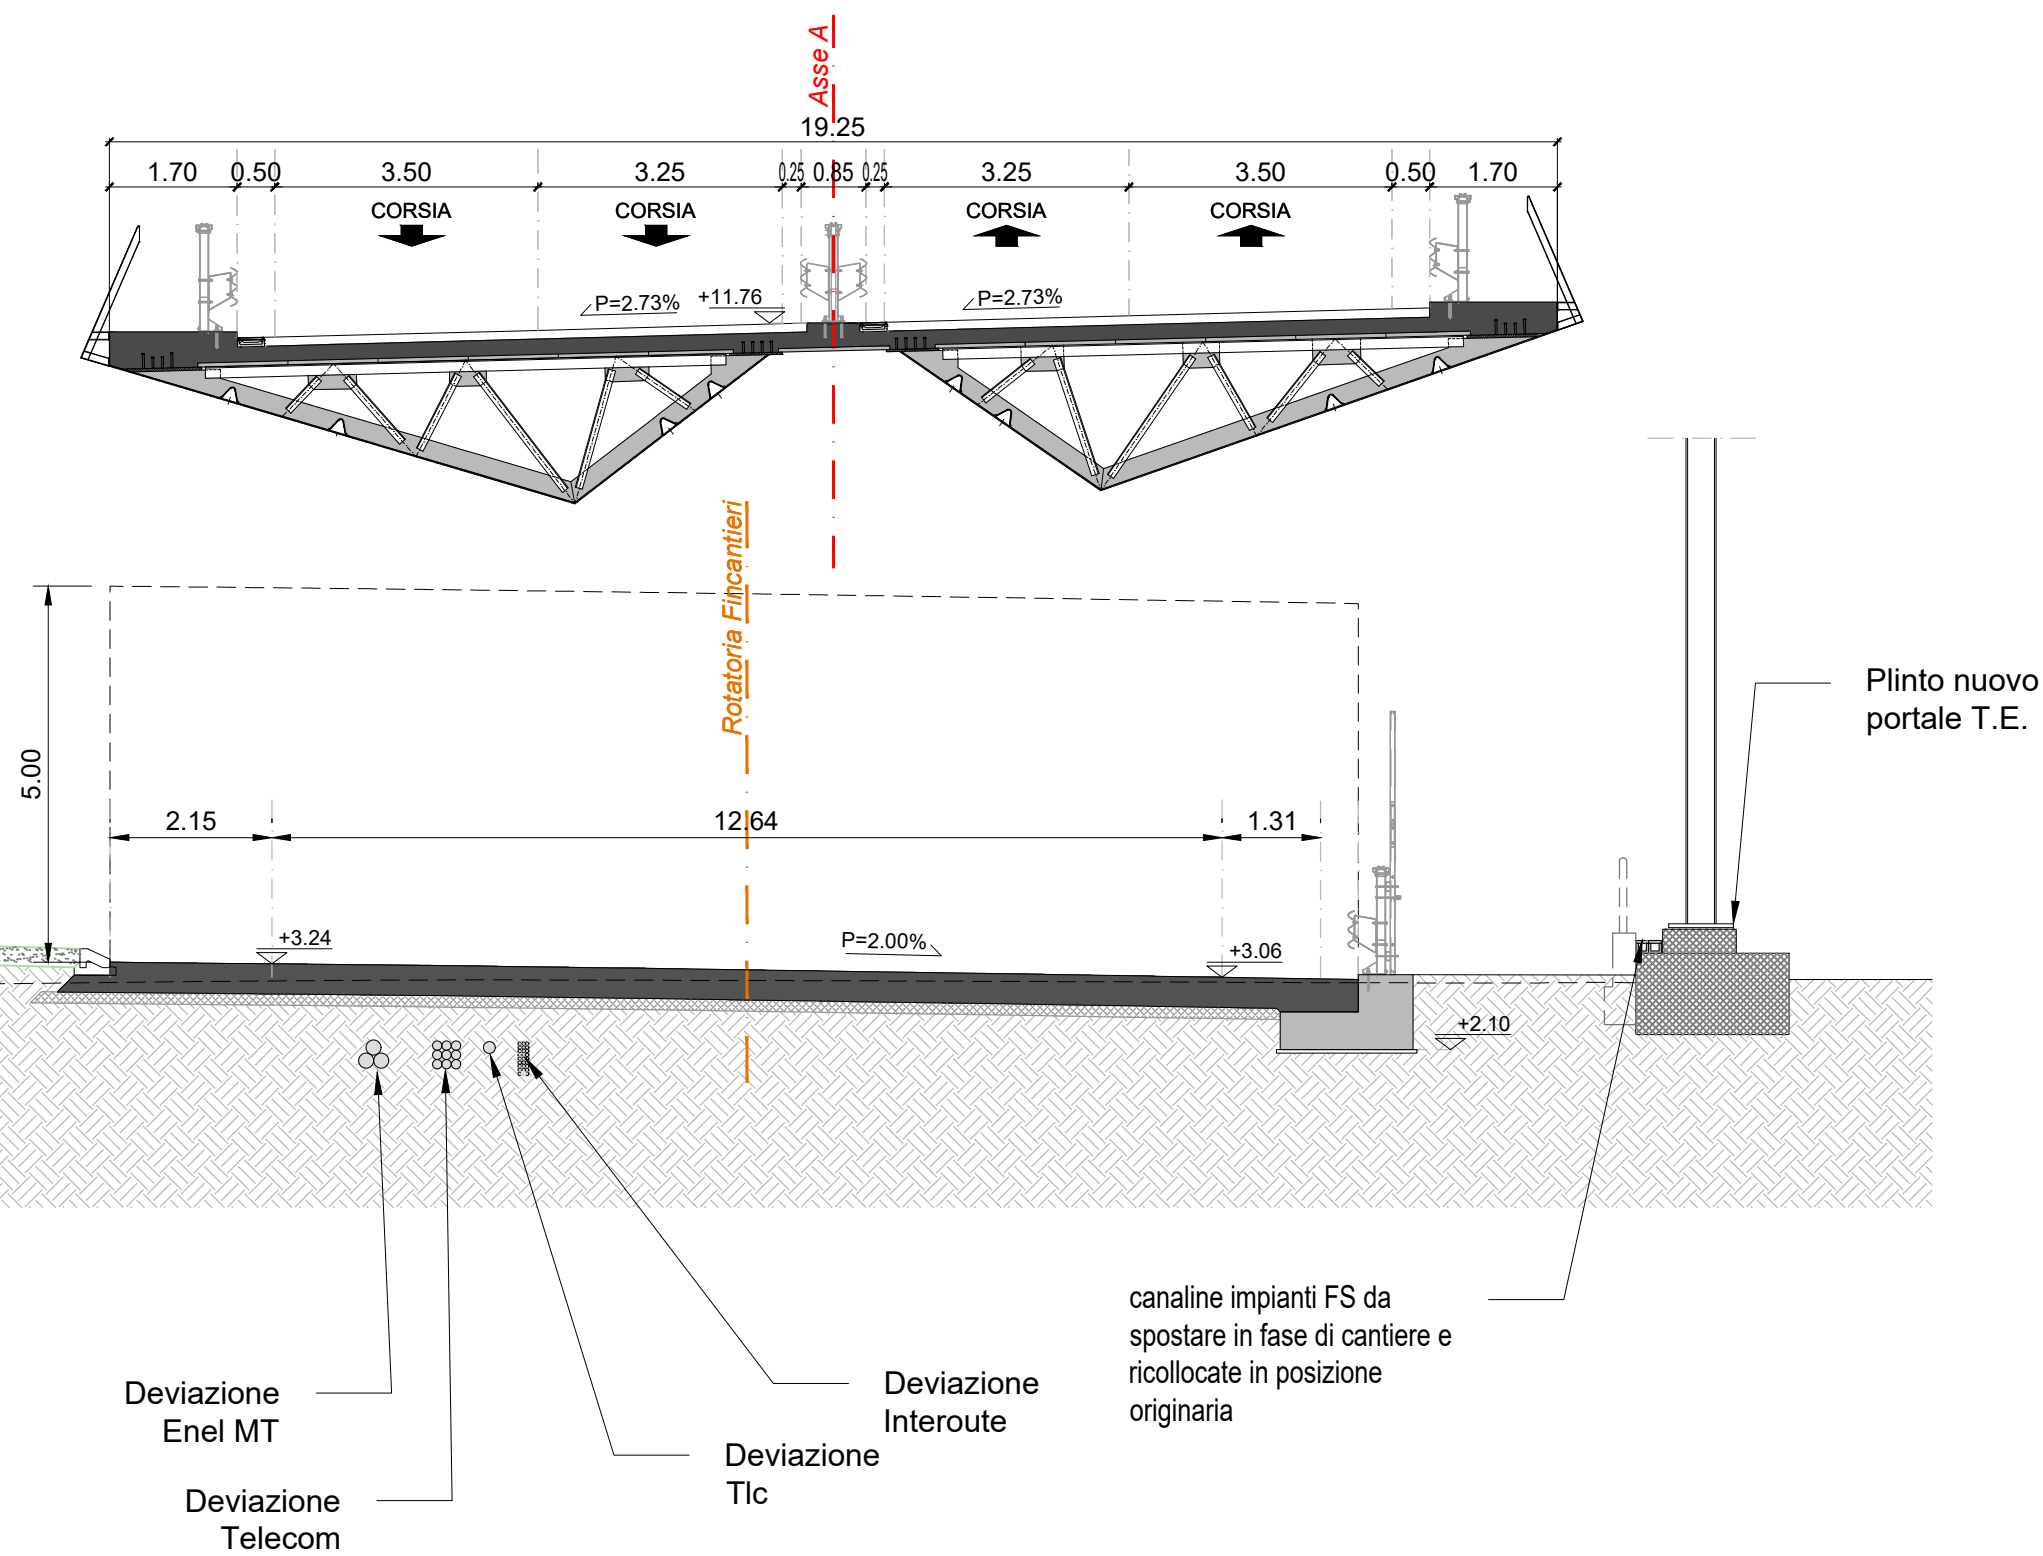 Asse A
19.25
1.70 0.50 3.50 3.25 0.25 0.85 0.25 3.25 3.50 0.50 1.70
CORSIA CORSIA CORSIA CORSIA
P=2.73% +11.76 P=2.73%
Rotatoria Fincantieri
5.00
Plinto nuovo
portale T.E.
2.15 12.64 1.31
+3.24 P=2.00% +3.06
+2.10
canaline impianti FS da
spostare in fase di cantiere e
ricollocate in posizione
originaria
Deviazione
Enel MT
Deviazione
Interoute
Deviazione
Tlc
Deviazione
Telecom